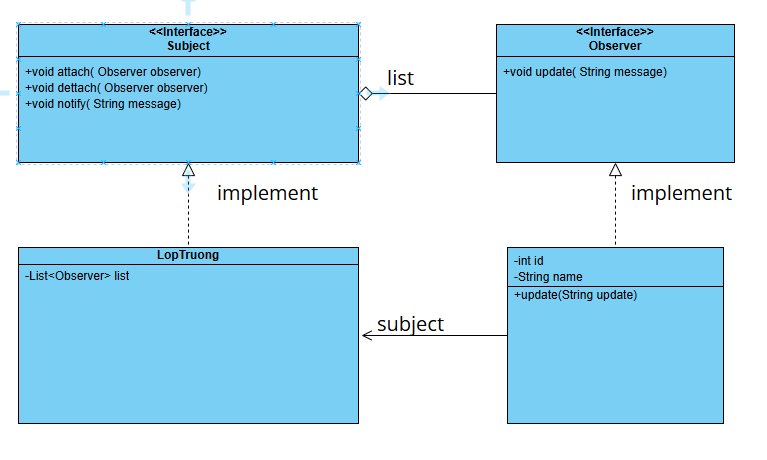 <<Interface>>
Subject
+void attach( Observer observer)
+void dettach( Observer observer)
+void notify( String message)
list
<<Interface>>
Observer
+void update( String message)
implement
implement
LopTruong
-List<Observer> list
subject
-int id
-String name
+update(String update)